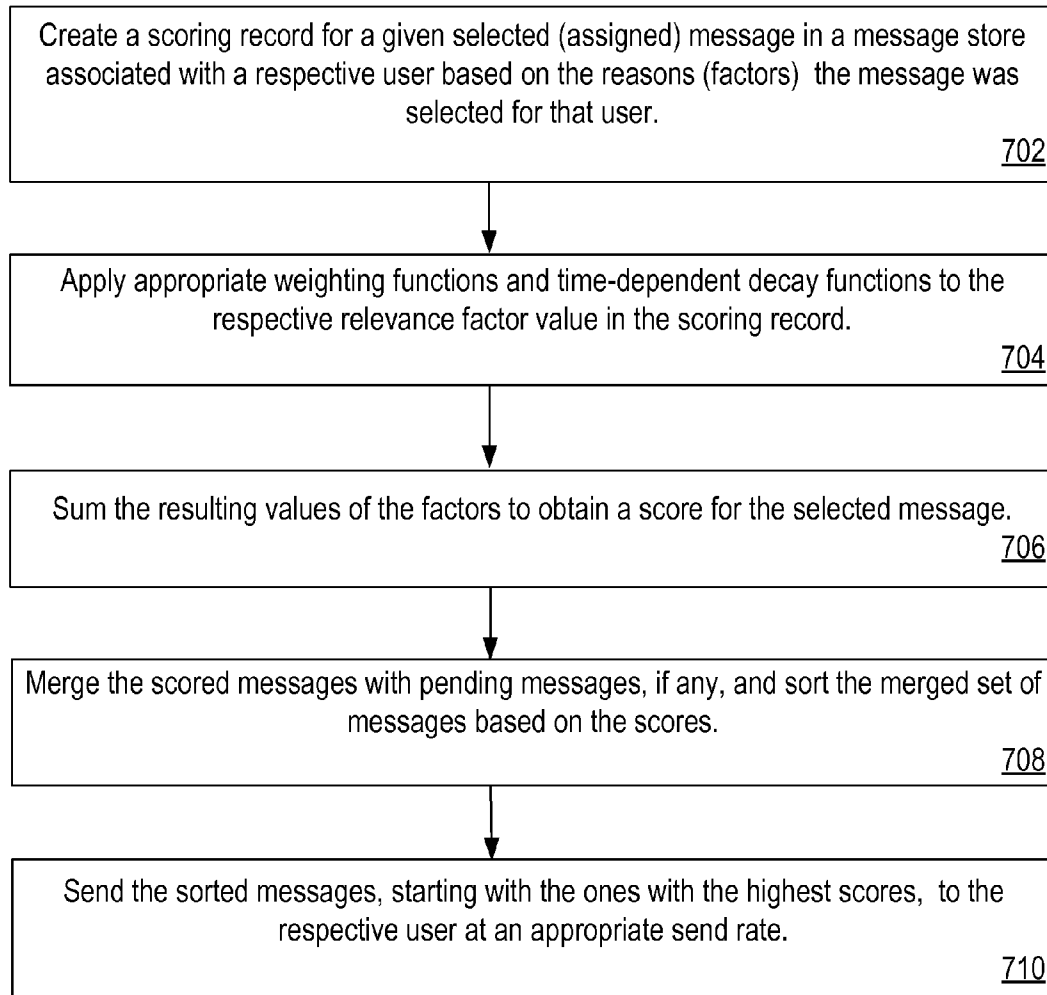 Create a scoring record for a given selected (assigned) message in a message store
associated with a respective user based on the reasons (factors) the message was
selected for that user.
702
Apply appropriate weighting functions and time-dependent decay functions to the
respective relevance factor value in the scoring record.
704
Sum the resulting values of the factors to obtain a score for the selected message.
706
Merge the scored messages with pending messages, if any, and sort the merged set of
messages based on the scores.
708
Send the sorted messages, starting with the ones with the highest scores, to the
respective user at an appropriate send rate.
710